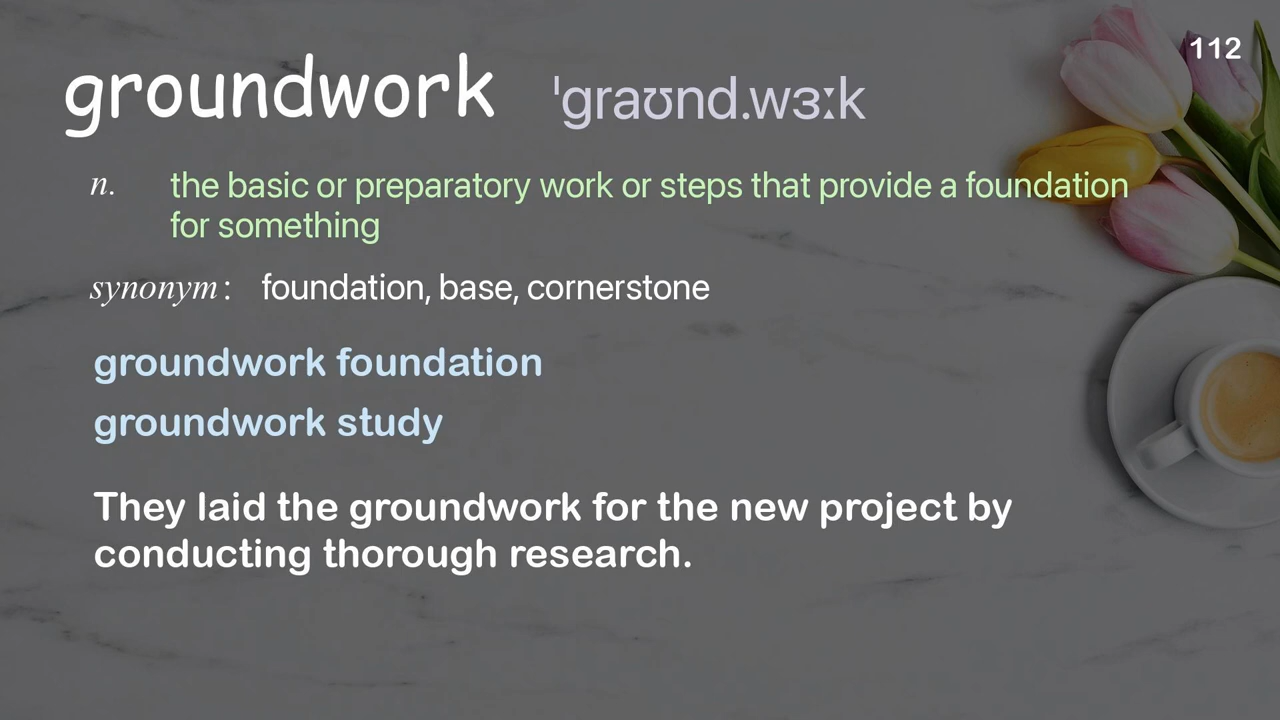 112
groundwork ˈɡraʊnd.wɜːk
n. the basic or preparatory work or steps that provide a foundation
for something
synonym: foundation, base, cornerstone
groundwork foundation
groundwork study
They laid the groundwork for the new project by
conducting thorough research.